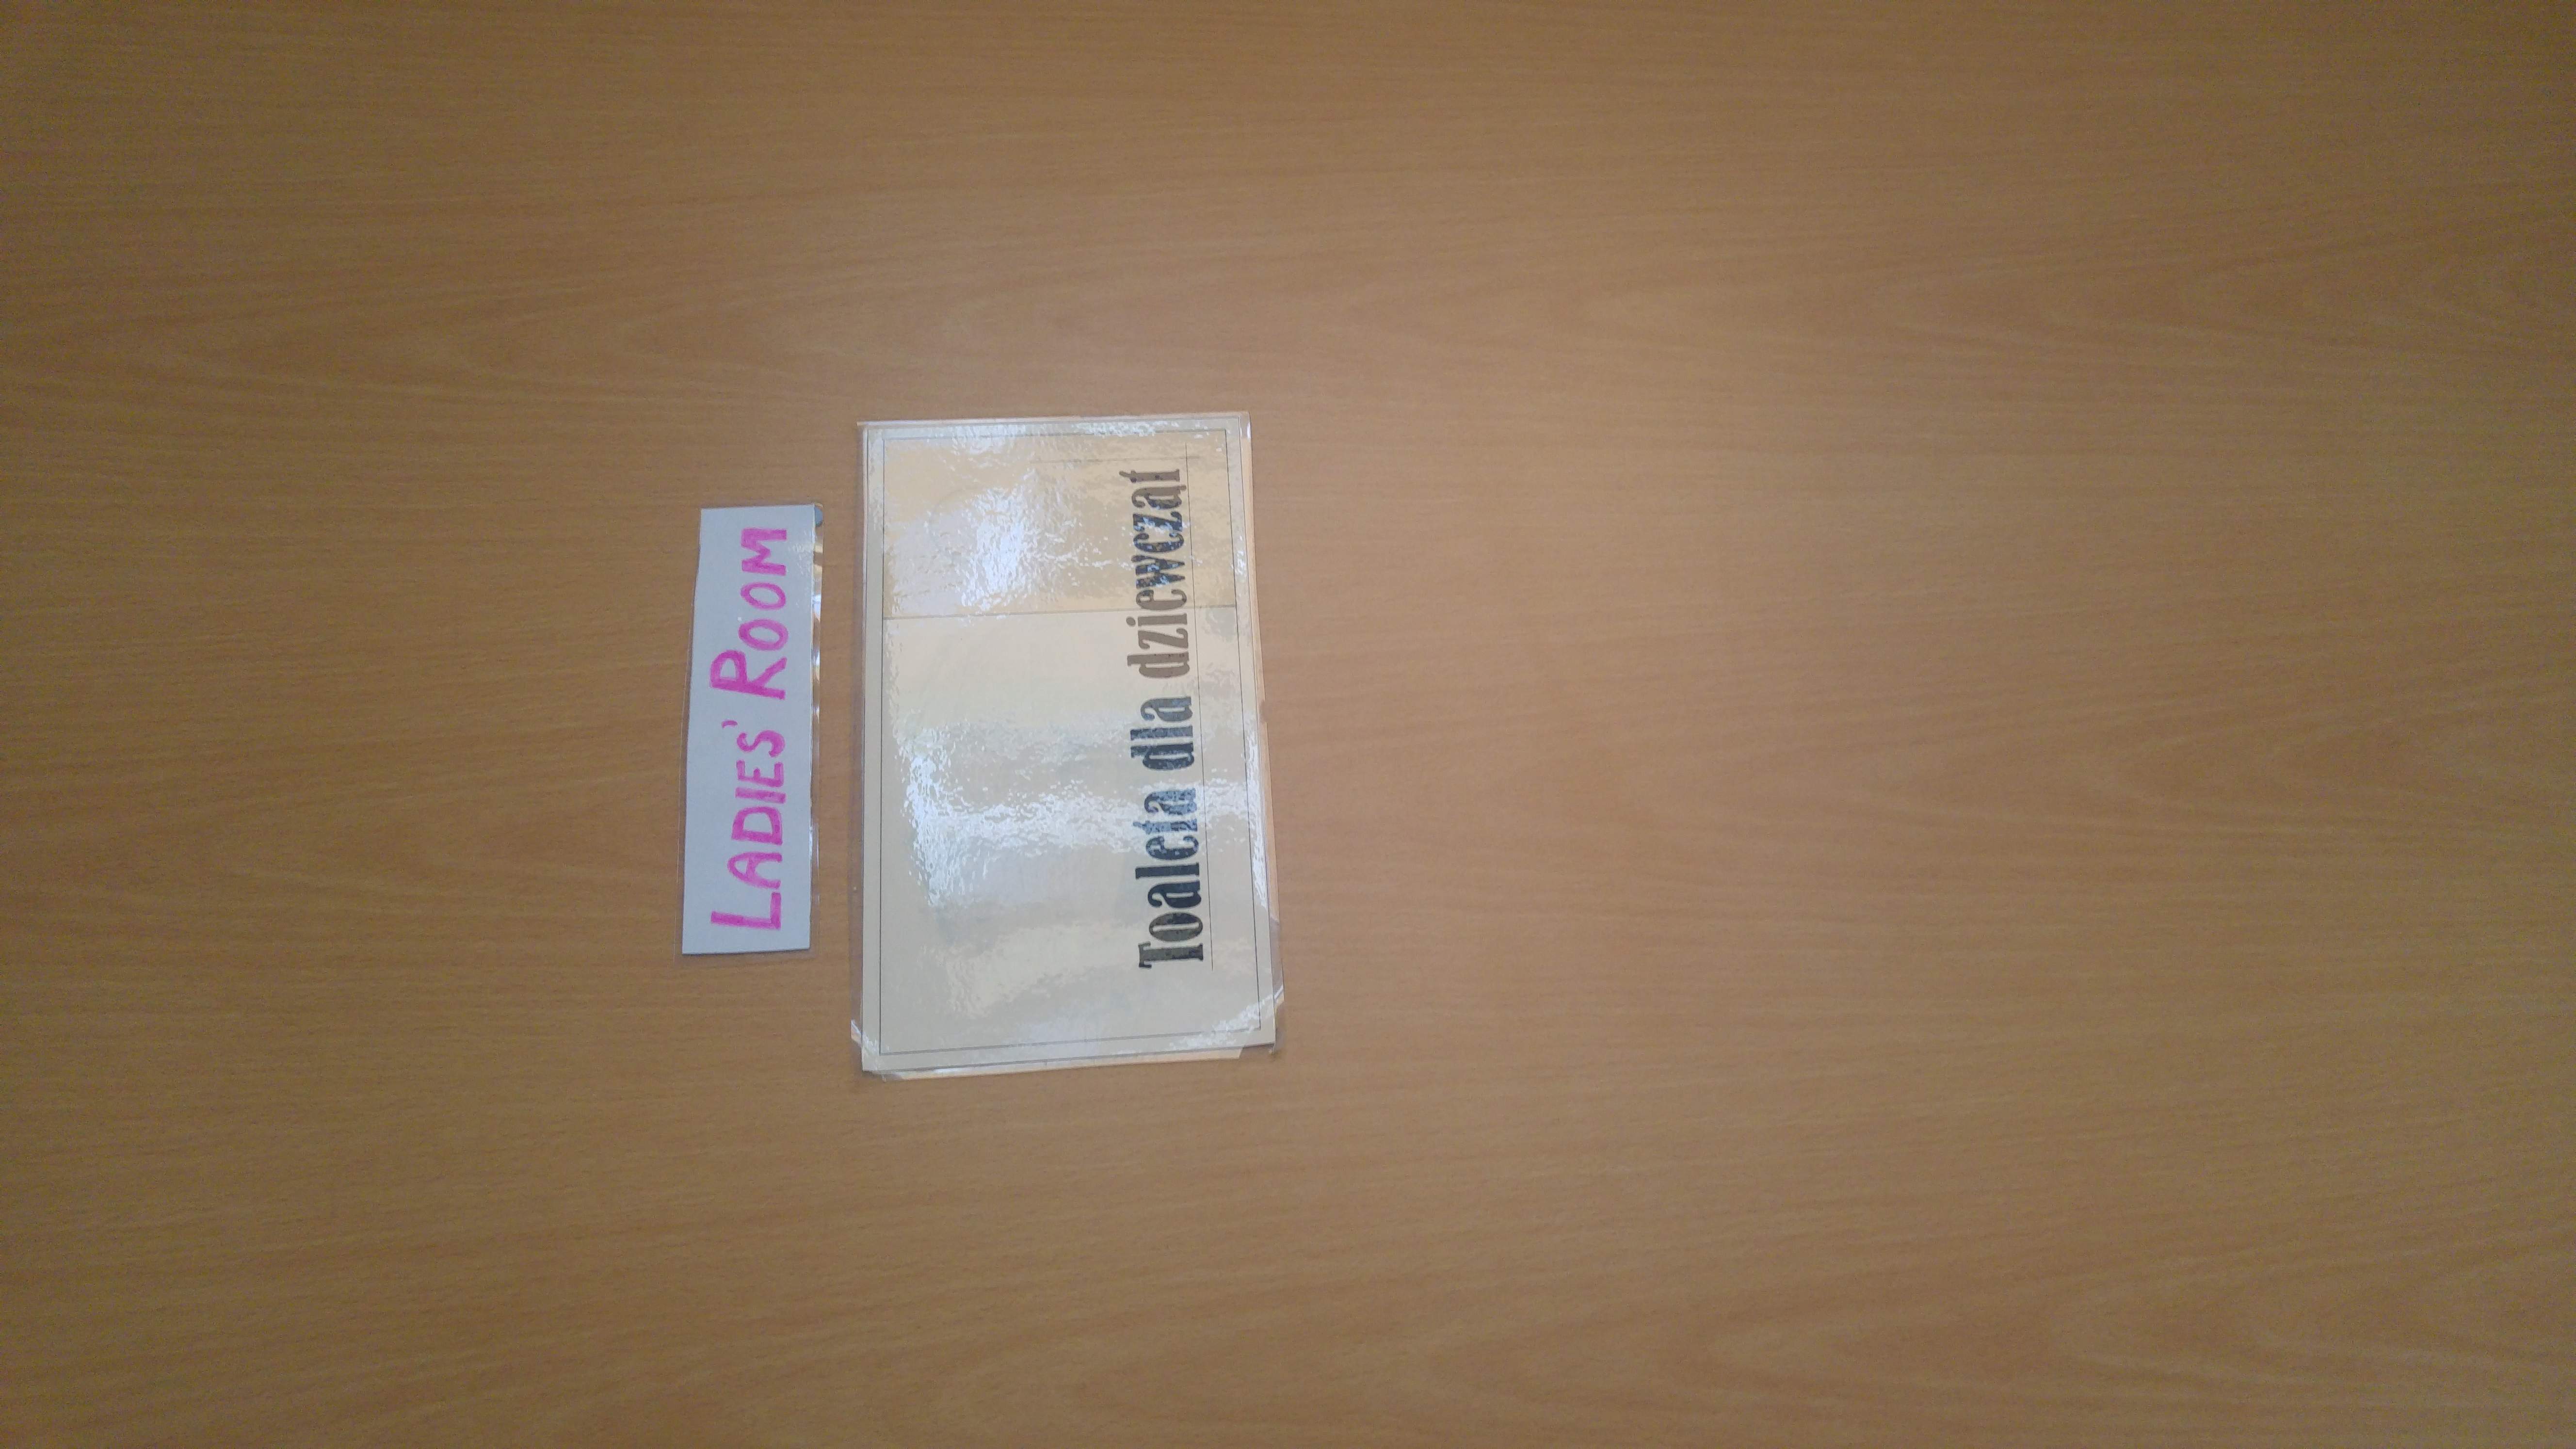 LADIES' ROOM
Toaleta dla dziewcząt